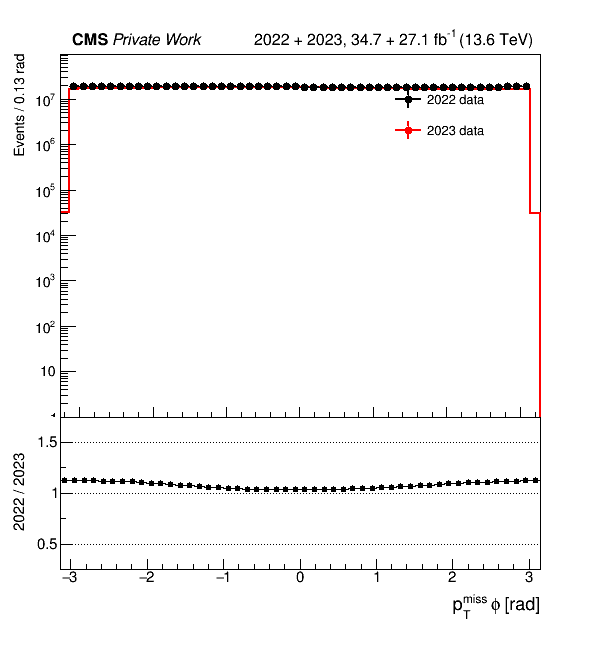 CMS Private Work 2022 + 2023, 34.7 + 27.1 fb⁻¹ (13.6 TeV)
Events / 0.13 rad
10⁷
10⁶
10⁵
10⁴
10³
10²
10
2022 data
2023 data
2022 / 2023
1.5
1
0.5
−3 −2 −1 0 1 2 3
p_T^miss ϕ [rad]